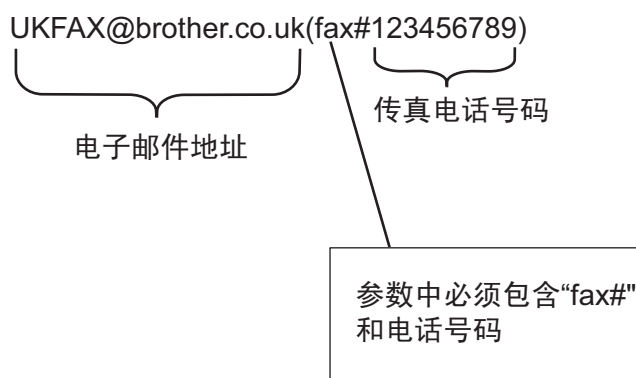 UKFAX@brother.co.uk(fax#123456789)
传真电话号码
电子邮件地址
参数中必须包含“fax#"
和电话号码